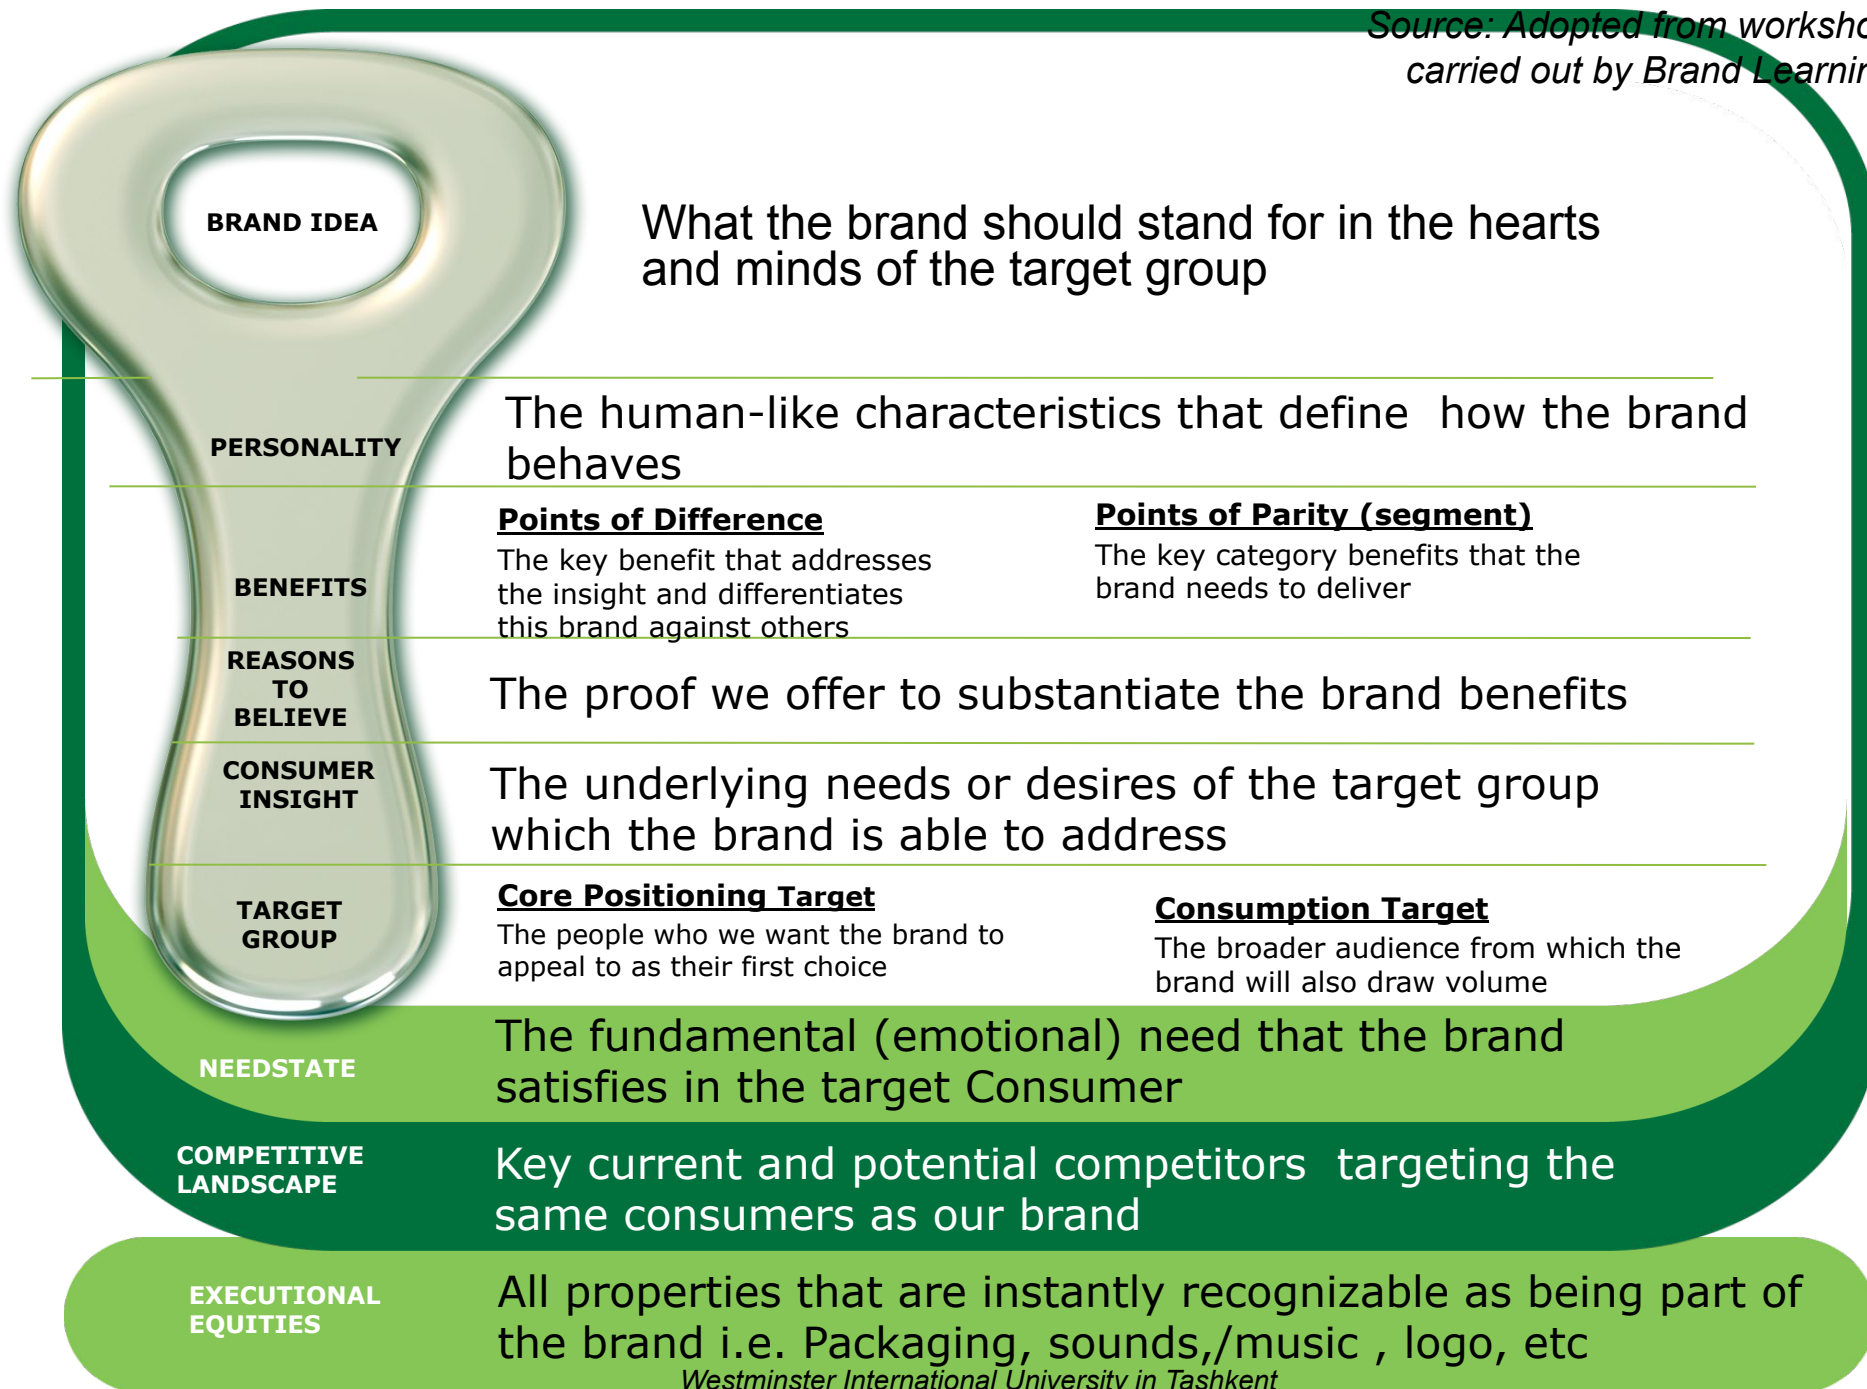 Source: Adopted from
carried out by Brand
BRAND IDEA
What the brand should stand for in the hearts
and minds of the target group
PERSONALITY
The human-like characteristics that define how the brand
behaves
BENEFITS
Points of Difference
The key benefit that addresses
the insight and differentiates
this brand against others
Points of Parity (segment)
The key category benefits that the
brand needs to deliver
REASONS
TO
BELIEVE
The proof we offer to substantiate the brand benefits
CONSUMER
INSIGHT
The underlying needs or desires of the target group
which the brand is able to address
TARGET
GROUP
Core Positioning Target
The people who we want the brand to
appeal to as their first choice
Consumption Target
The broader audience from which the
brand will also draw volume
NEEDSTATE
The fundamental (emotional) need that the brand
satisfies in the target Consumer
COMPETITIVE
LANDSCAPE
Key current and potential competitors targeting the
same consumers as our brand
EXECUTIONAL
EQUITIES
All properties that are instantly recognizable as being part of
the brand i.e. Packaging, sounds,/music , logo, etc
Westminster International University in Tashkent